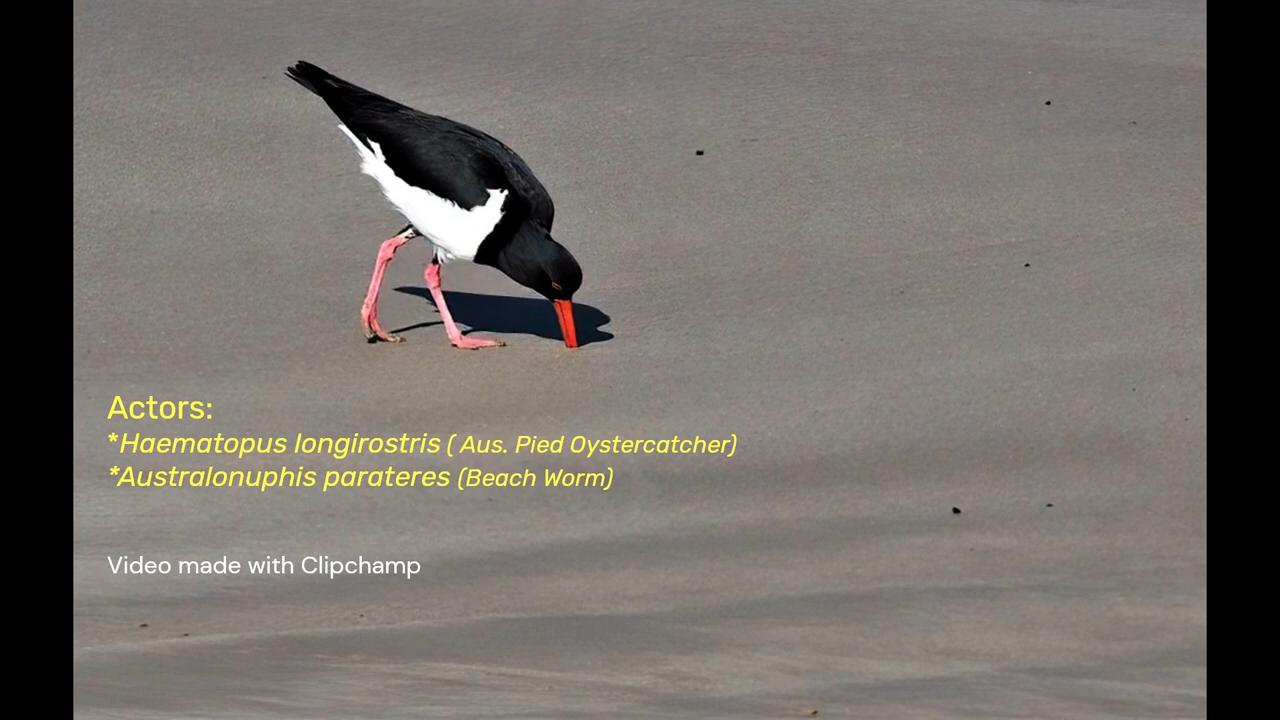 Actors:
*Haematopus longirostris ( Aus. Pied Oystercatcher)
*Australonuphis parateres (Beach Worm)
Video made with Clipchamp